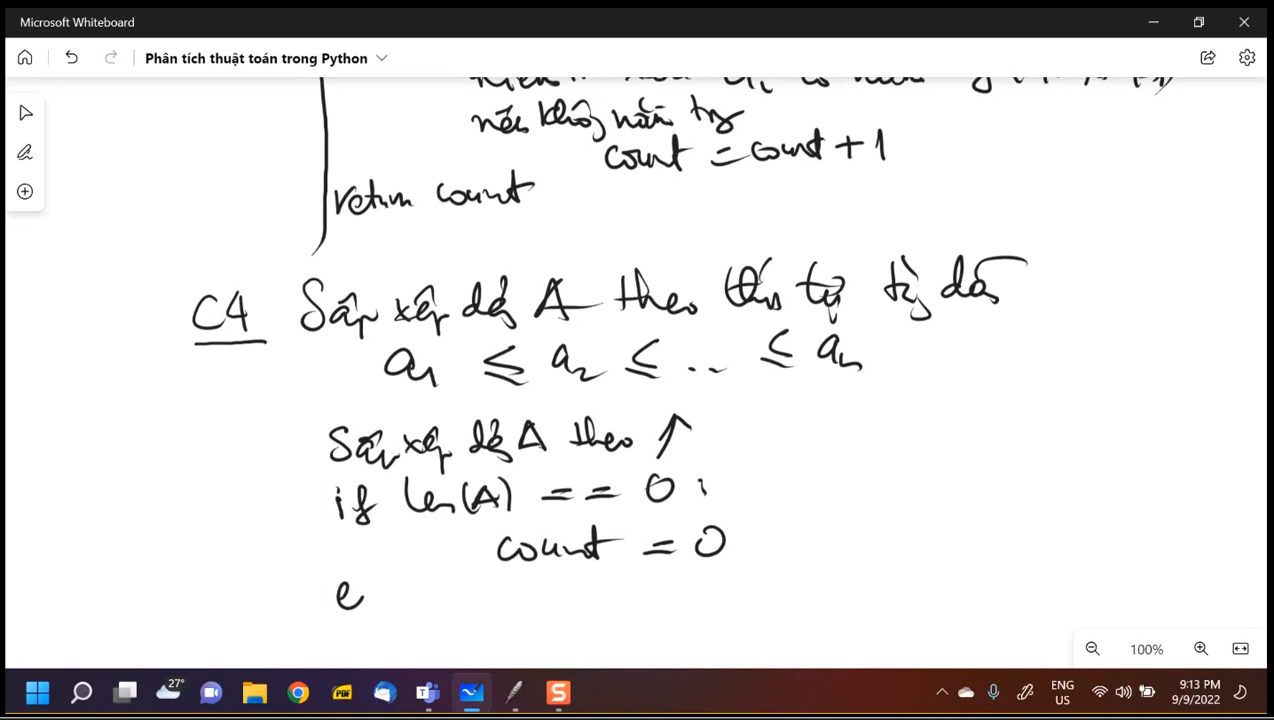 Microsoft Whiteboard
Phân tích thuật toán trong Python
nếu không nằm trg
count = count + 1
return count
C4 Sắp xếp dãy A theo thứ tự tg dần
a1 ≤ a2 ≤ .. ≤ an
Sắp xếp dãy A theo ↑
if len(A) == 0 :
count = 0
e
100%
27°
PDF
S
ENG
US
9:13 PM
9/9/2022